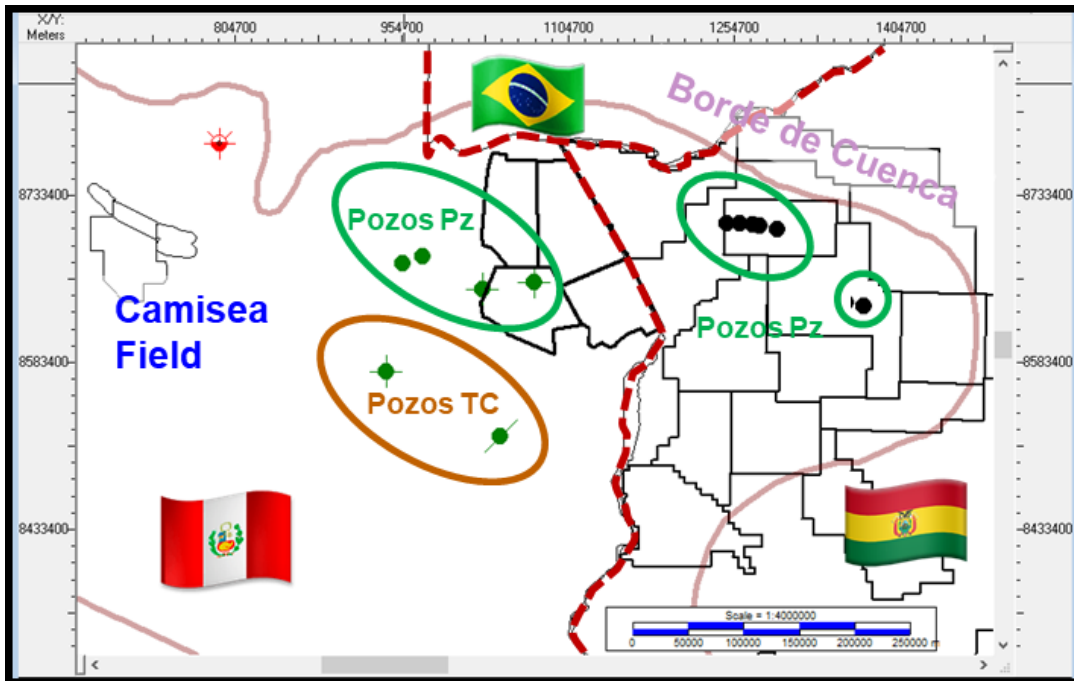 X/Y:
Meters
804700
954700
1104700
1254700
1404700
Borde de Cuenca
8733400
8733400
Pozos Pz
Camisea
Field
Pozos Pz
8583400
8583400
Pozos TC
8433400
8433400
Scale = 1:4000000
0 50000 100000 150000 200000 250000 m